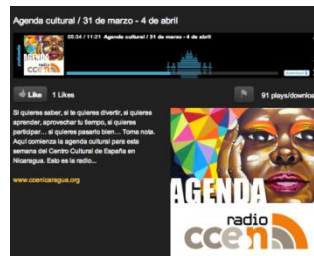 Agenda cultural / 31 de marzo - 4 de abril
05:34 / 11:21 Agenda cultural / 31 de marzo - 4 de abril
Like 1 Likes
91 plays/downloa
Si quieres saber, si te quieres divertir, si quieres
aprender, aprovechar tu tiempo, si quieres
participar... si quieres pasarlo bien... Toma nota.
Aquí comienza la agenda cultural para esta
semana del Centro Cultural de España en
Nicaragua. Esto es la radio...
www.ccenicaragua.org
AGENDA
radio
ccen